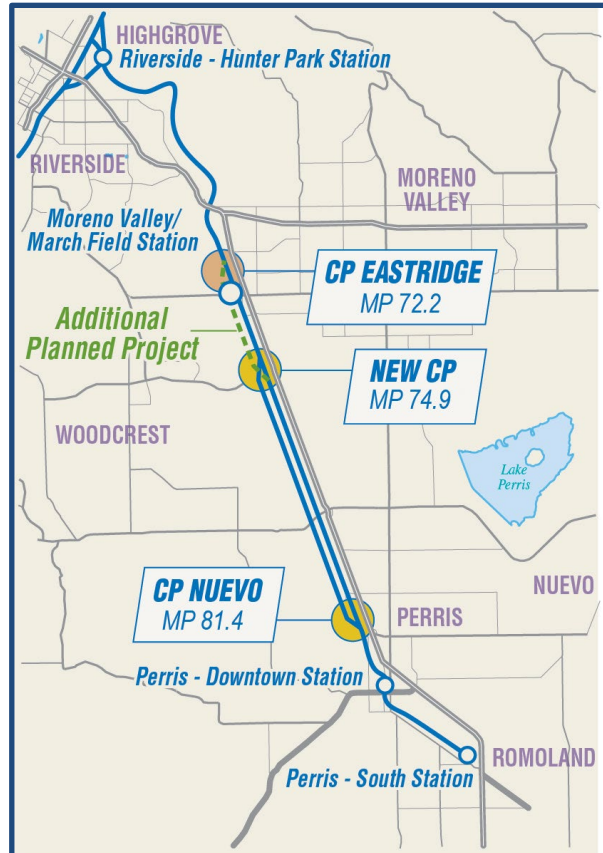 HIGHGROVE
Riverside - Hunter Park Station
RIVERSIDE
MORENO
VALLEY
Moreno Valley/
March Field Station
CP EASTRIDGE
MP 72.2
Additional
Planned Project
NEW CP
MP 74.9
WOODCREST
Lake
Perris
CP NUEVO
MP 81.4
NUEVO
PERRIS
Perris - Downtown Station
ROMOLAND
Perris - South Station